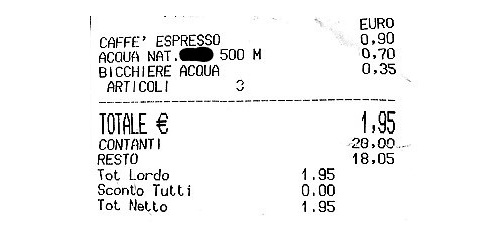 EURO
CAFFE' ESPRESSO 0,90
ACQUA NAT. 500 M 0,70
BICCHIERE ACQUA 0,35
ARTICOLI 3
TOTALE € 1,95
CONTANTI 20,00
RESTO 18,05
Tot Lordo 1.95
Sconto Tutti 0.00
Tot Netto 1.95